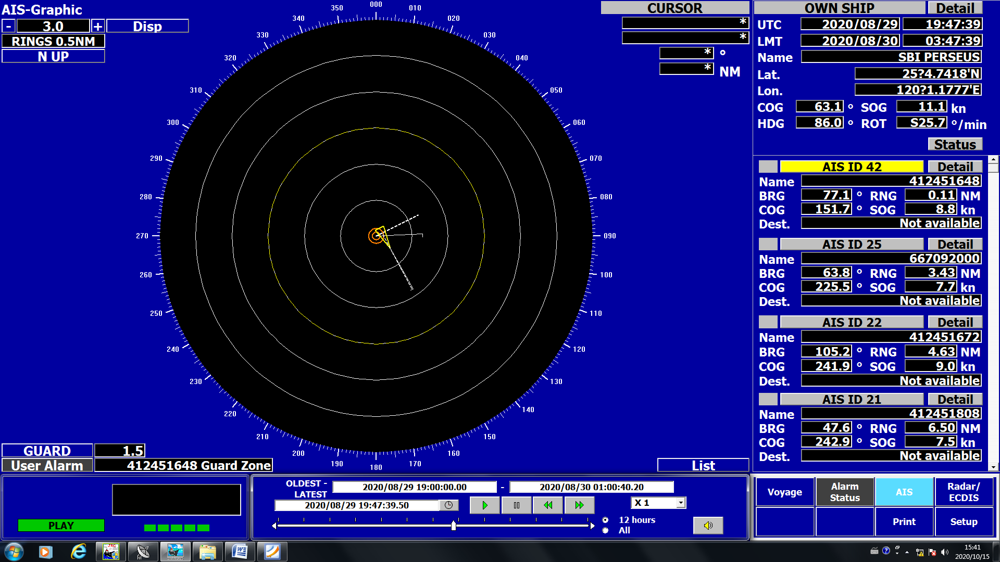 AIS-Graphic
- 3.0 + Disp
RINGS 0.5NM
N UP
000
010
020
030
040
050
060
070
080
090
100
110
120
130
140
150
160
170
180
190
200
210
220
230
240
250
260
270
280
290
300
310
320
330
340
350
CURSOR
*
*
* °
* NM
GUARD 1.5
User Alarm 412451648 Guard Zone
List
OWN SHIP Detail
UTC 2020/08/29 19:47:39
LMT 2020/08/30 03:47:39
Name SBI PERSEUS
Lat. 25?4.7418'N
Lon. 120?1.1777'E
COG 63.1 ° SOG 11.1 kn
HDG 86.0 ° ROT S25.7 °/min
Status
AIS ID 42 Detail
Name 412451648
BRG 77.1 ° RNG 0.11 NM
COG 151.7 ° SOG 8.8 kn
Dest. Not available
AIS ID 25 Detail
Name 667092000
BRG 63.8 ° RNG 3.43 NM
COG 225.5 ° SOG 7.7 kn
Dest. Not available
AIS ID 22 Detail
Name 412451672
BRG 105.2 ° RNG 4.63 NM
COG 241.9 ° SOG 9.0 kn
Dest. Not available
AIS ID 21 Detail
Name 412451808
BRG 47.6 ° RNG 6.50 NM
COG 242.9 ° SOG 7.5 kn
Dest. Not available
PLAY
OLDEST -
LATEST
2020/08/29 19:00:00.00 - 2020/08/30 01:00:40.20
2020/08/29 19:47:39.50
X 1
12 hours
All
Voyage
Alarm
Status
AIS
Radar/
ECDIS
Print
Setup
JRC
15:41
2020/10/15